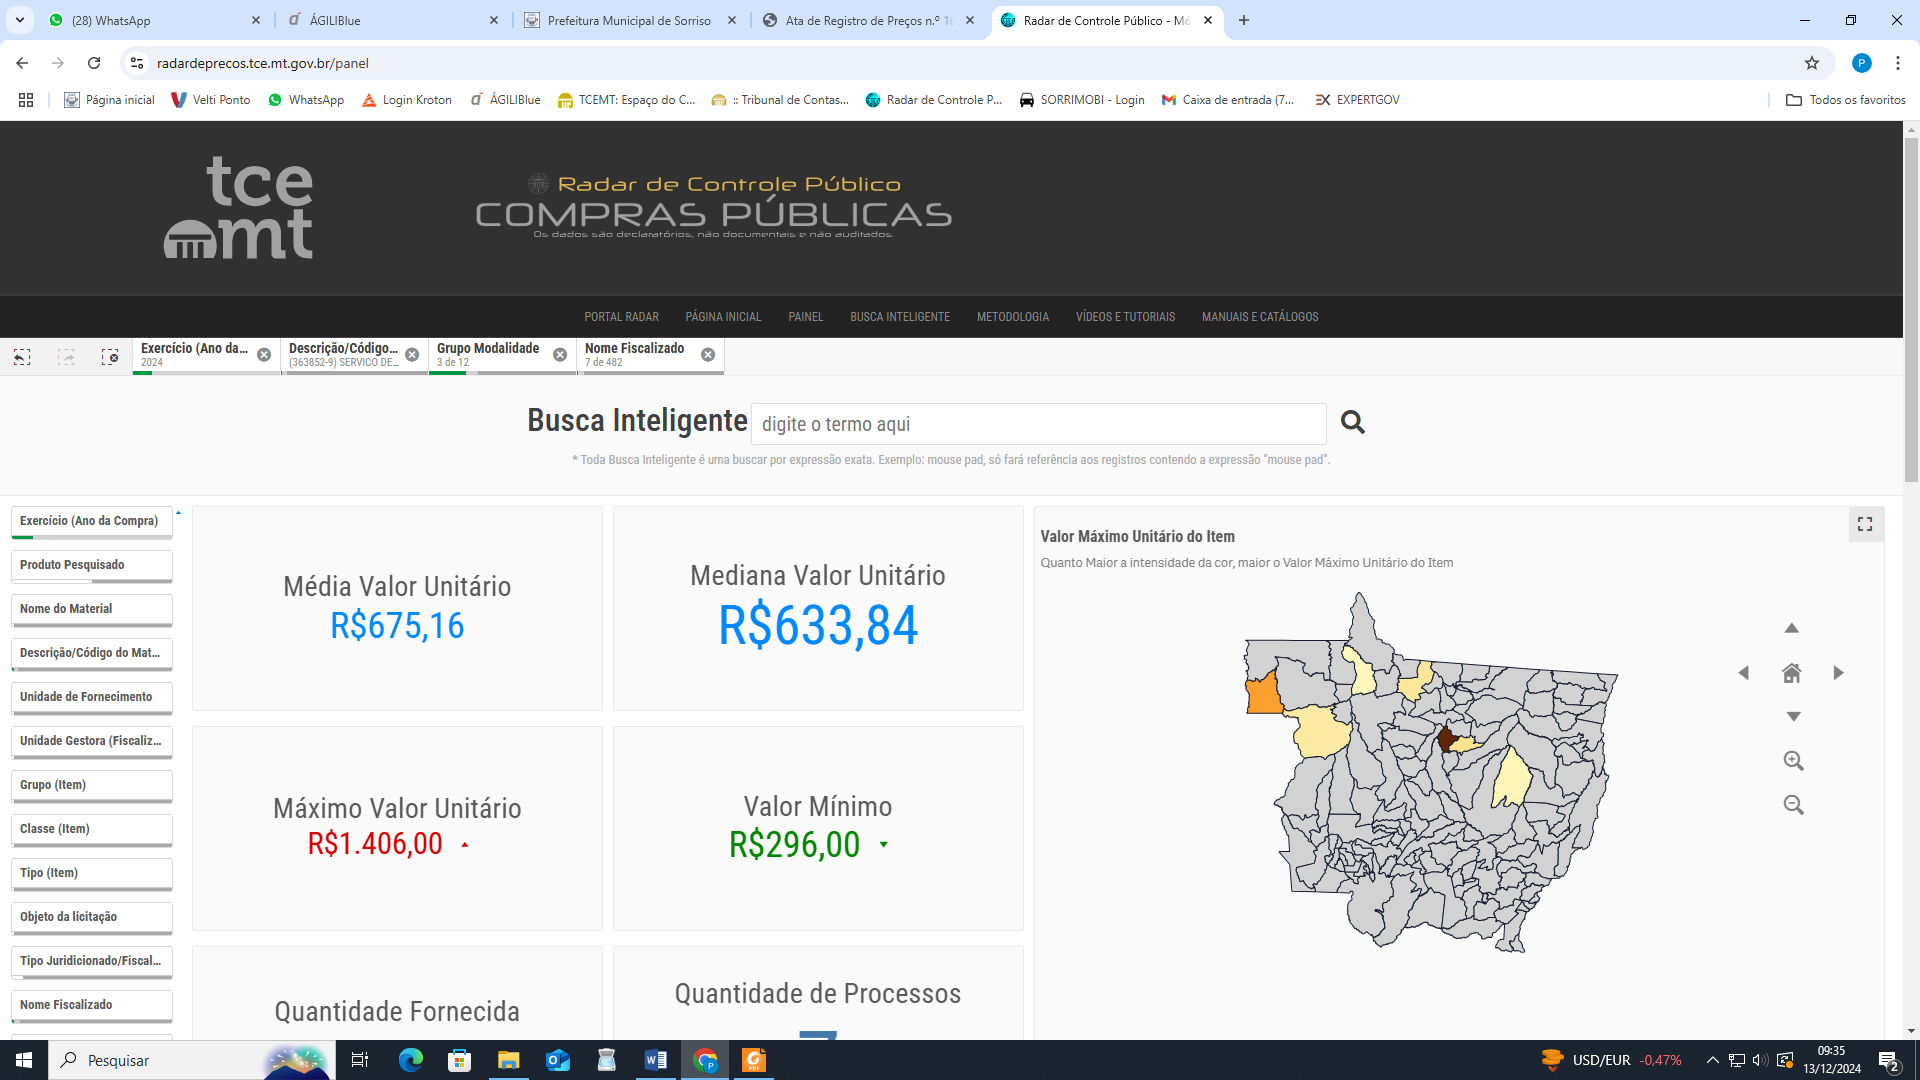 (28) WhatsApp
ÁGILIBlue
Prefeitura Municipal de Sorriso
Ata de Registro de Preços n.º 1
Radar de Controle Público - Mó
radardeprecos.tce.mt.gov.br/panel
P
Página inicial
Velti Ponto
WhatsApp
Login Kroton
ÁGILIBlue
TCEMT: Espaço do C...
:: Tribunal de Contas...
Radar de Controle P...
SORRIMOBI - Login
Caixa de entrada (7...
EXPERTGOV
Todos os favoritos
tce
mt
Radar de Controle Público
COMPRAS PÚBLICAS
Os dados são declaratórios, não documentais e não auditados.
PORTAL RADAR
PÁGINA INICIAL
PAINEL
BUSCA INTELIGENTE
METODOLOGIA
VÍDEOS E TUTORIAIS
MANUAIS E CATÁLOGOS
Exercício (Ano da...
2024
Descrição/Código...
(363852-9) SERVICO DE...
Grupo Modalidade
3 de 12
Nome Fiscalizado
7 de 482
Busca Inteligente
digite o termo aqui
* Toda Busca Inteligente é uma buscar por expressão exata. Exemplo: mouse pad, só fará referência aos registros contendo a expressão "mouse pad".
Exercício (Ano da Compra)
Produto Pesquisado
Nome do Material
Descrição/Código do Mat...
Unidade de Fornecimento
Unidade Gestora (Fiscaliz...
Grupo (Item)
Classe (Item)
Tipo (Item)
Objeto da licitação
Tipo Juridicionado/Fiscal...
Nome Fiscalizado
Média Valor Unitário
R$675,16
Mediana Valor Unitário
R$633,84
Máximo Valor Unitário
R$1.406,00
Valor Mínimo
R$296,00
Quantidade Fornecida
Quantidade de Processos
Valor Máximo Unitário do Item
Quanto Maior a intensidade da cor, maior o Valor Máximo Unitário do Item
Pesquisar
USD/EUR -0,47%
09:35
13/12/2024
2